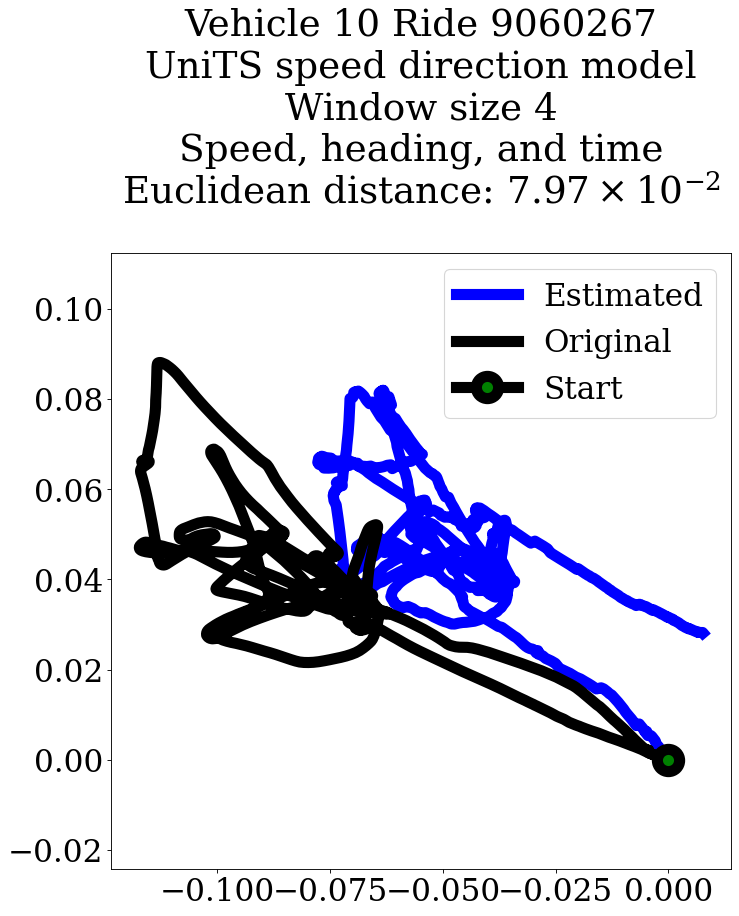 Vehicle 10 Ride 9060267
UniTS speed direction model
Window size 4
Speed, heading, and time
Euclidean distance: 7.97 × 10⁻²
Estimated
Original
Start
0.10
0.08
0.06
0.04
0.02
0.00
−0.02
−0.100 −0.075 −0.050 −0.025 0.000